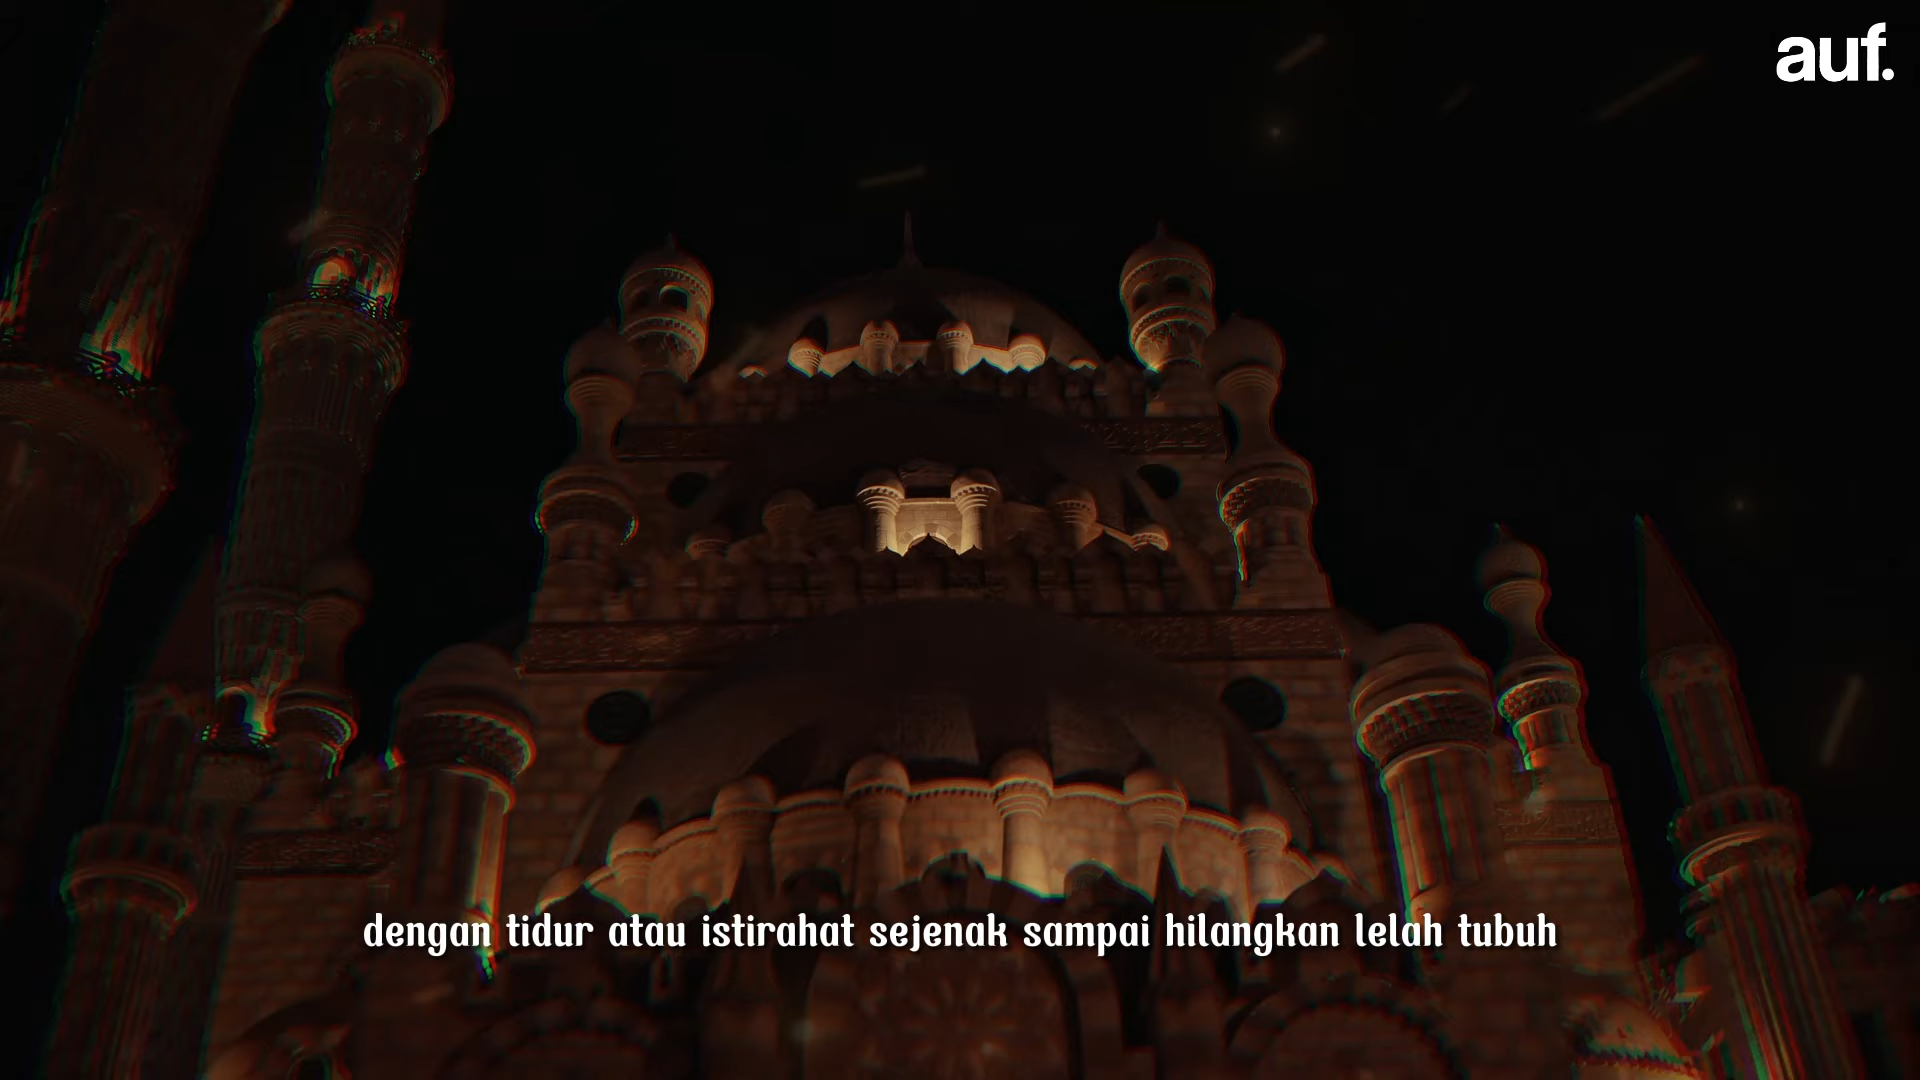 auf.
dengan tidur atau istirahat sejenak sampai hilangkan lelah tubuh